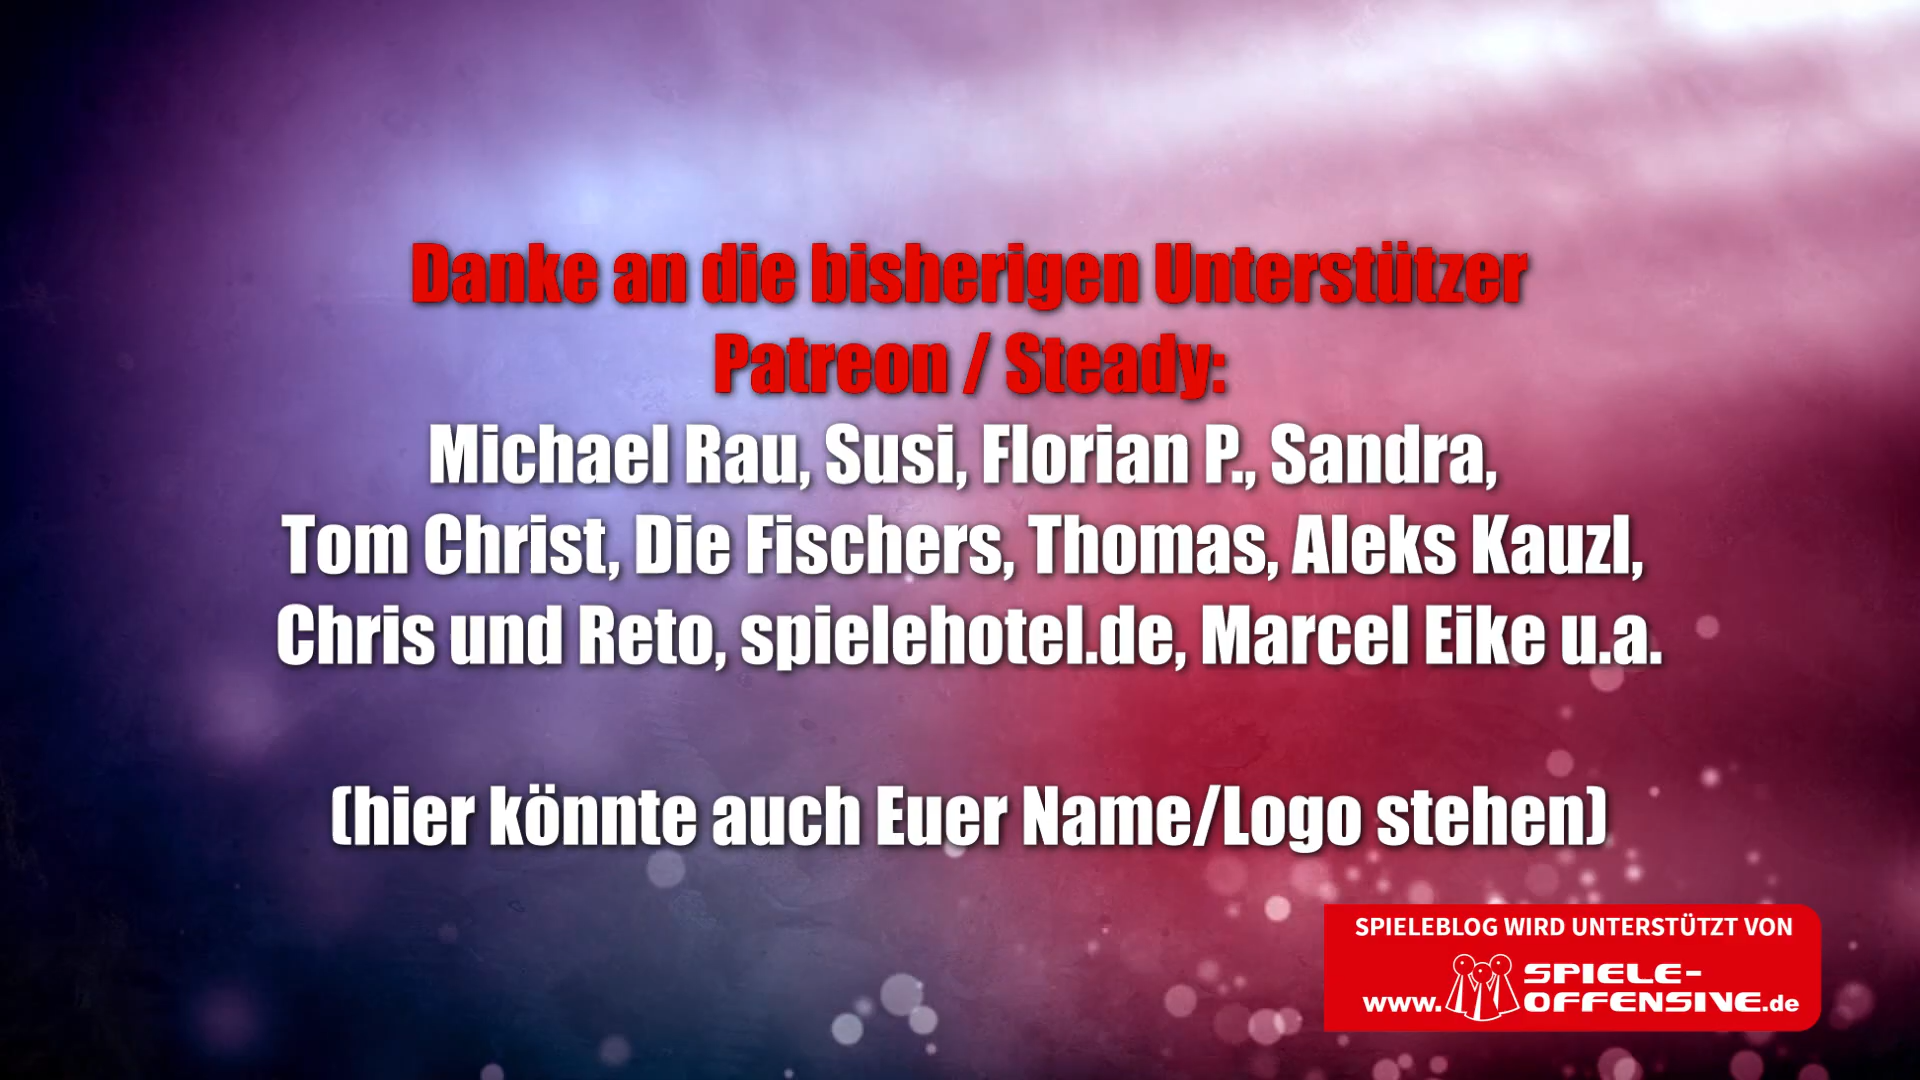 Danke an die bisherigen Unterstützer
Patreon / Steady:
Michael Rau, Susi, Florian P., Sandra,
Tom Christ, Die Fischers, Thomas, Aleks Kauzl,
Chris und Reto, spielehotel.de, Marcel Eike u.a.
(hier könnte auch Euer Name/Logo stehen)
SPIELEBLOG WIRD UNTERSTÜTZT VON
www. SPIELE-
OFFENSIVE.de